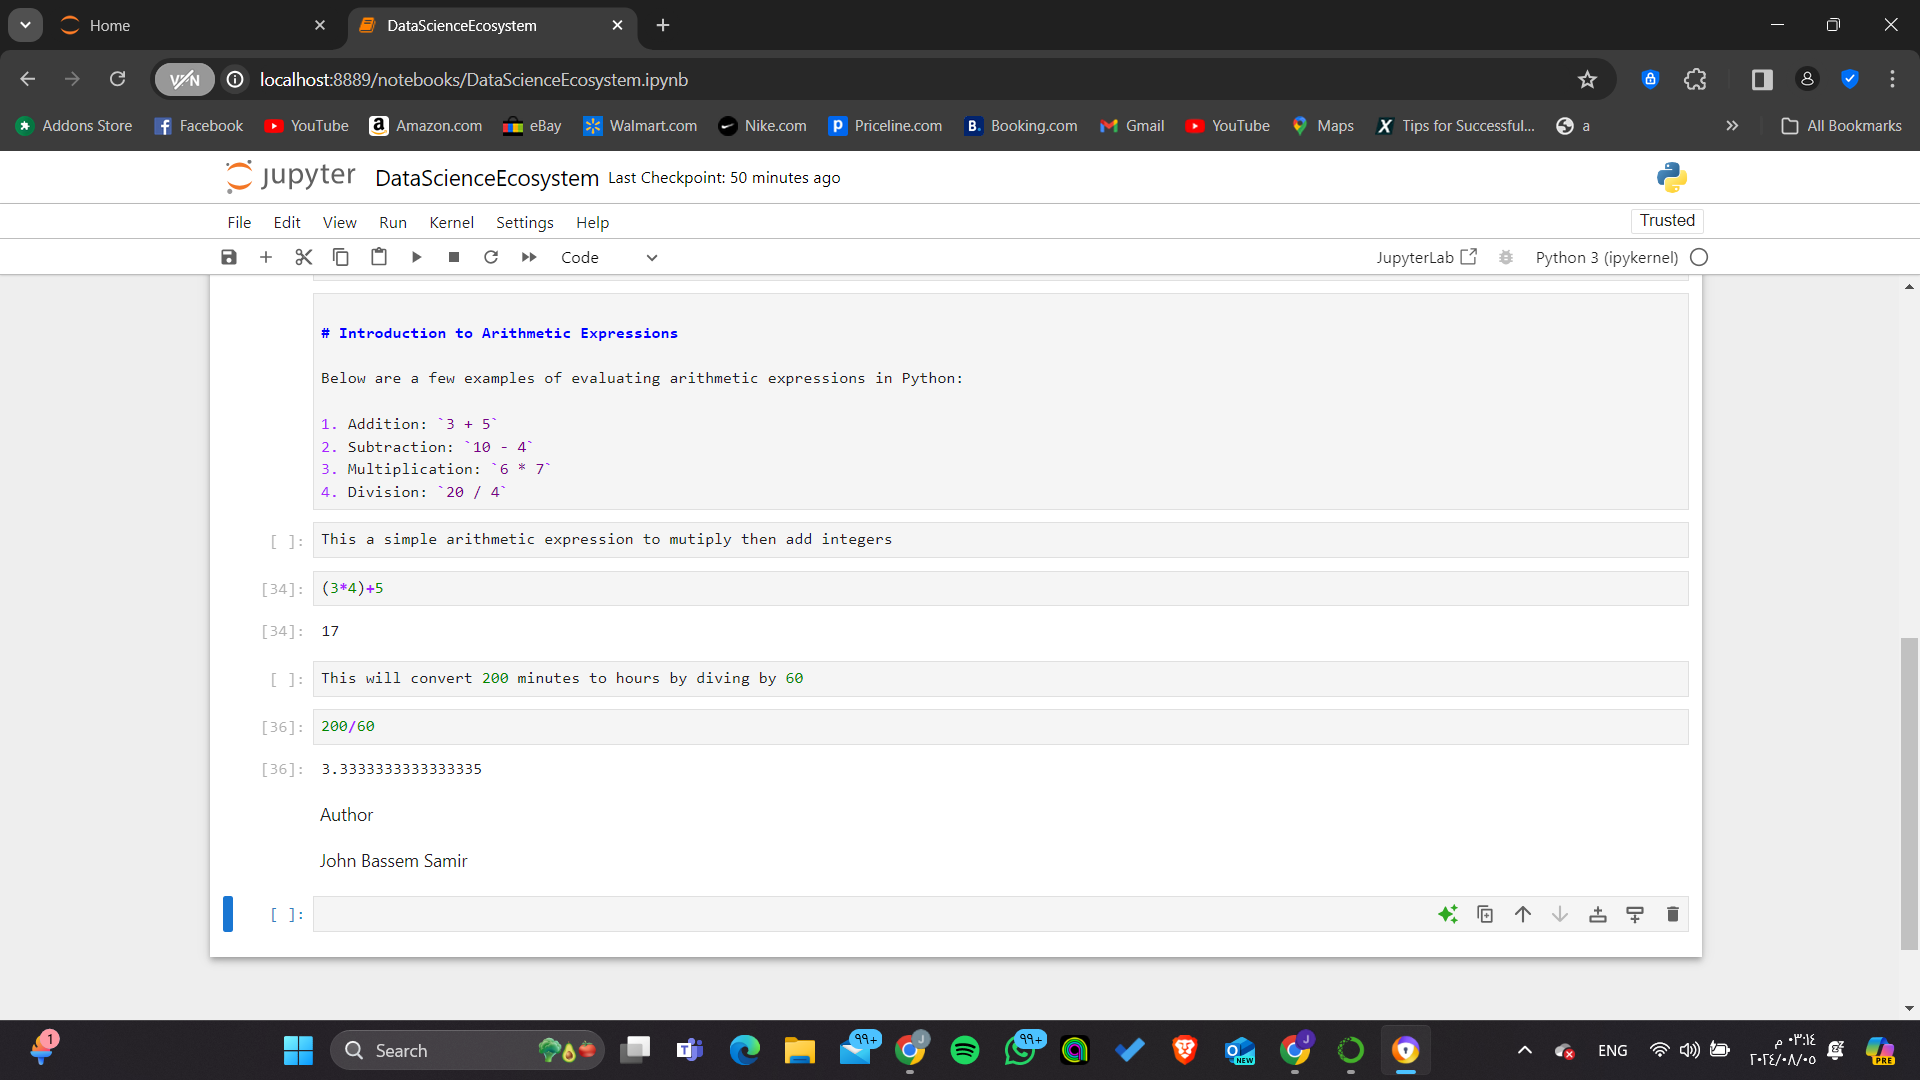 Home
DataScienceEcosystem
VPN
localhost:8889/notebooks/DataScienceEcosystem.ipynb
Addons Store
Facebook
YouTube
Amazon.com
eBay
Walmart.com
Nike.com
Priceline.com
Booking.com
Gmail
YouTube
Maps
Tips for Successful...
a
All Bookmarks
jupyter DataScienceEcosystem Last Checkpoint: 50 minutes ago
File Edit View Run Kernel Settings Help
Trusted
Code
JupyterLab
Python 3 (ipykernel)
# Introduction to Arithmetic Expressions
Below are a few examples of evaluating arithmetic expressions in Python:
1. Addition: `3 + 5`
2. Subtraction: `10 - 4`
3. Multiplication: `6 * 7`
4. Division: `20 / 4`
[ ]: This a simple arithmetic expression to mutiply then add integers
[34]: (3*4)+5
[34]: 17
[ ]: This will convert 200 minutes to hours by diving by 60
[36]: 200/60
[36]: 3.3333333333333335
Author
John Bassem Samir
[ ]:
1
Search
٩٩+
J
٩٩+
NEW
J
ENG
٠٣:١٤ م
٢٠٢٤/٠٨/٠٥
PRE